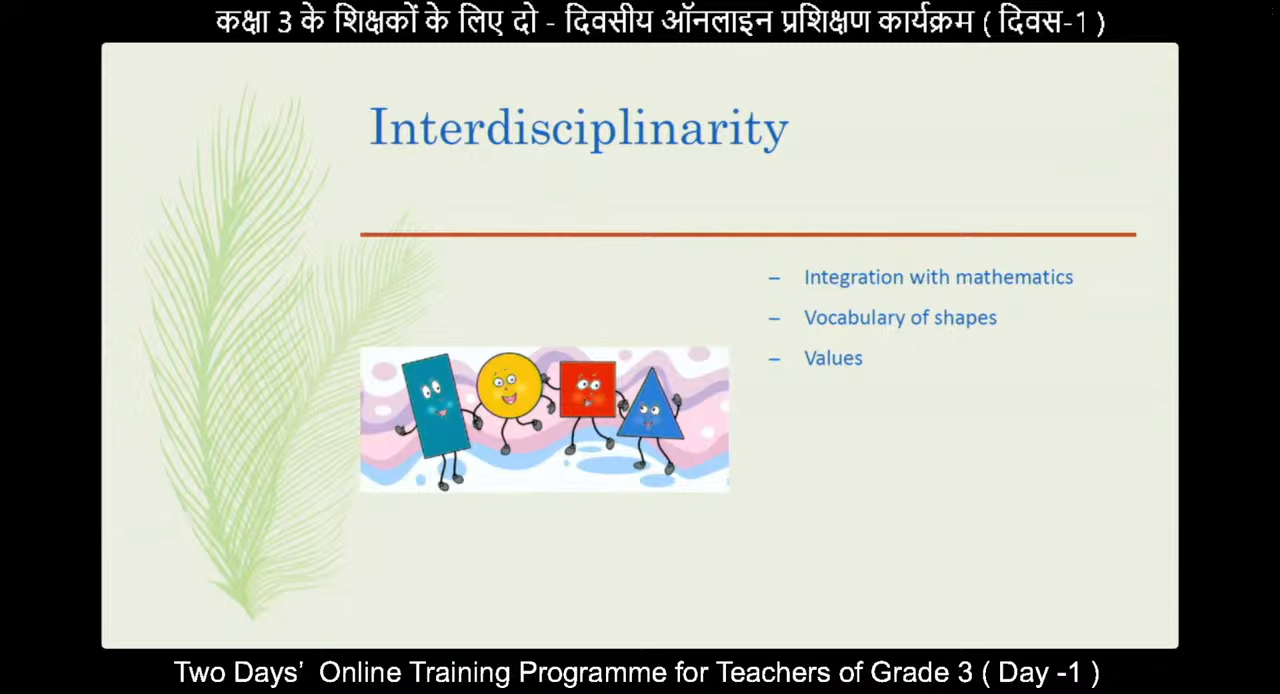 कक्षा 3 के शिक्षकों के लिए दो - दिवसीय ऑनलाइन प्रशिक्षण कार्यक्रम ( दिवस-1 )
Interdisciplinarity
– Integration with mathematics
– Vocabulary of shapes
– Values
Two Days’ Online Training Programme for Teachers of Grade 3 ( Day -1 )